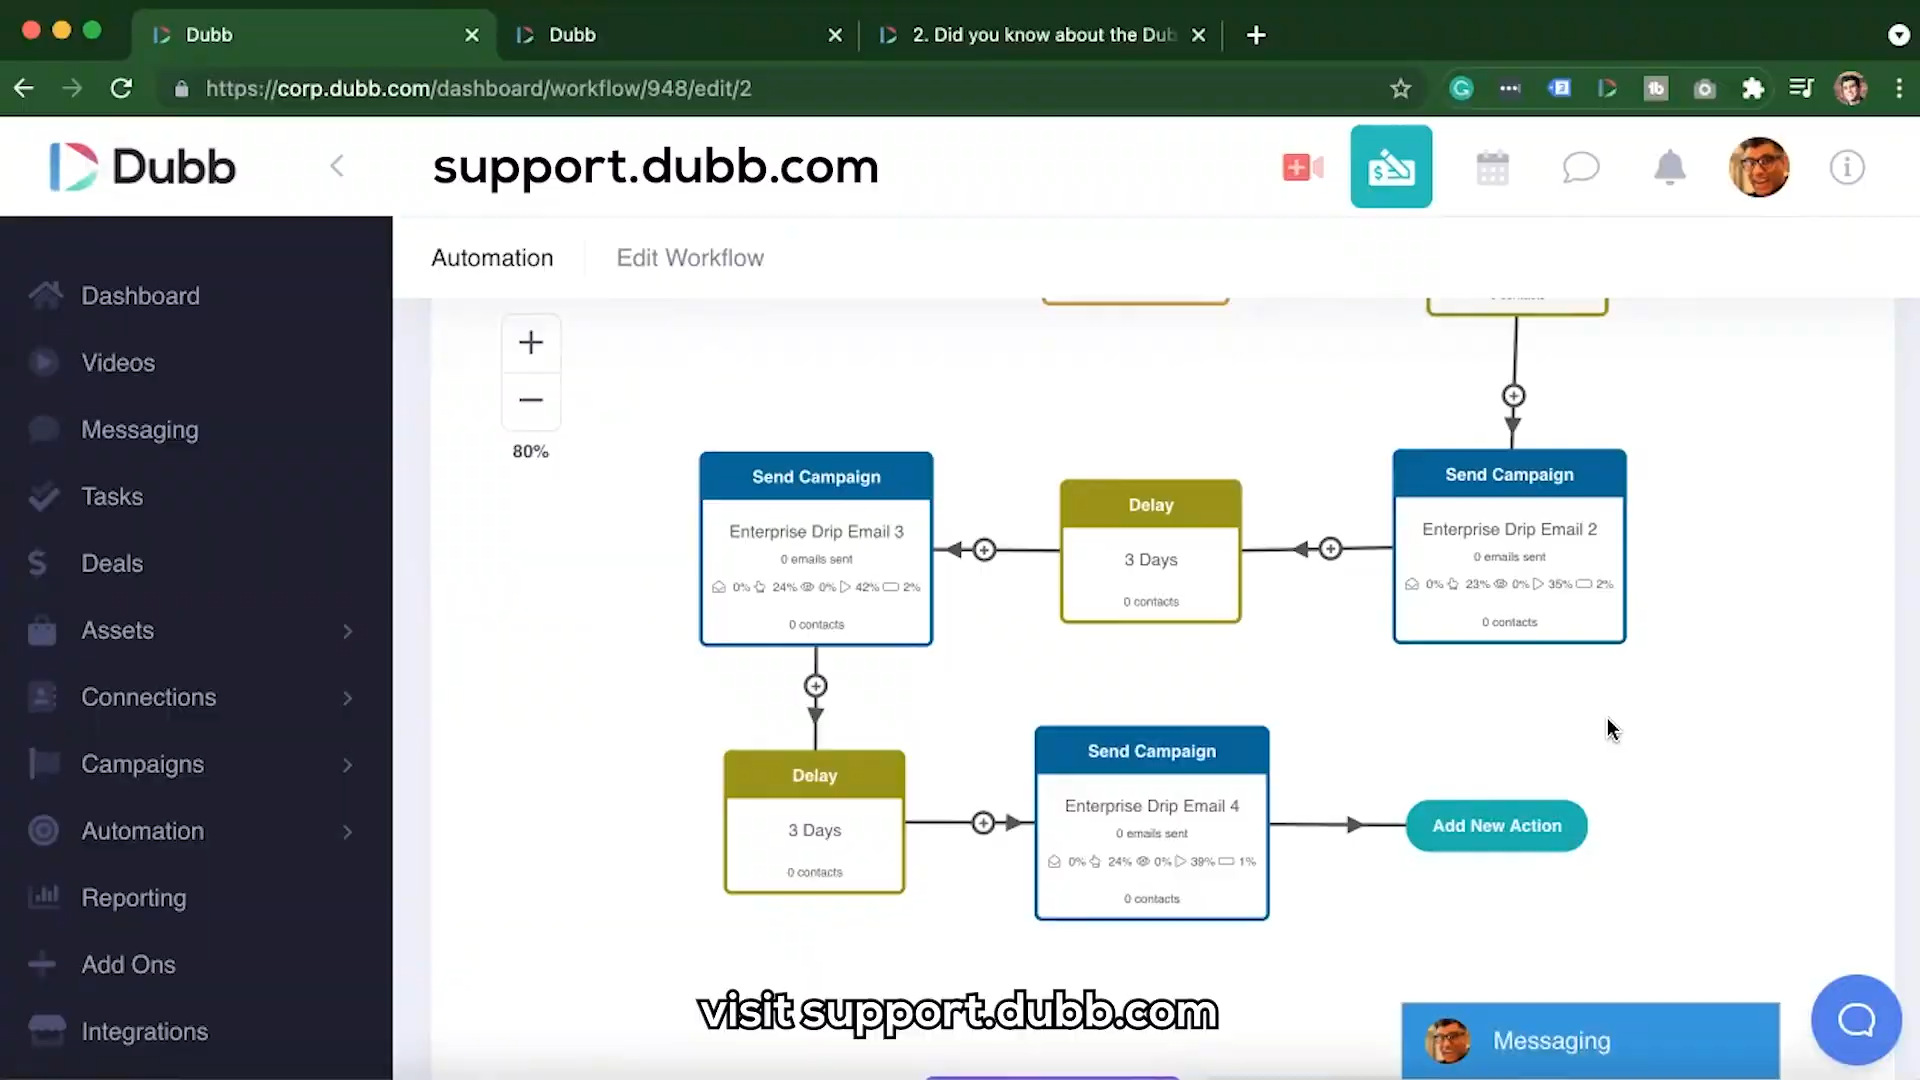 Dubb
Dubb
2. Did you know about the Dub
https://corp.dubb.com/dashboard/workflow/948/edit/2
Dubb
support.dubb.com
Automation
Edit Workflow
Dashboard
Videos
Messaging
Tasks
Deals
Assets
Connections
Campaigns
Automation
Reporting
Add Ons
Integrations
80%
Send Campaign
Enterprise Drip Email 3
0 emails sent
0% 24% 0% 42% 2%
0 contacts
Delay
3 Days
0 contacts
Send Campaign
Enterprise Drip Email 2
0 emails sent
0% 23% 0% 35% 2%
0 contacts
Delay
3 Days
0 contacts
Send Campaign
Enterprise Drip Email 4
0 emails sent
0% 24% 0% 39% 1%
0 contacts
Add New Action
visit support.dubb.com
Messaging